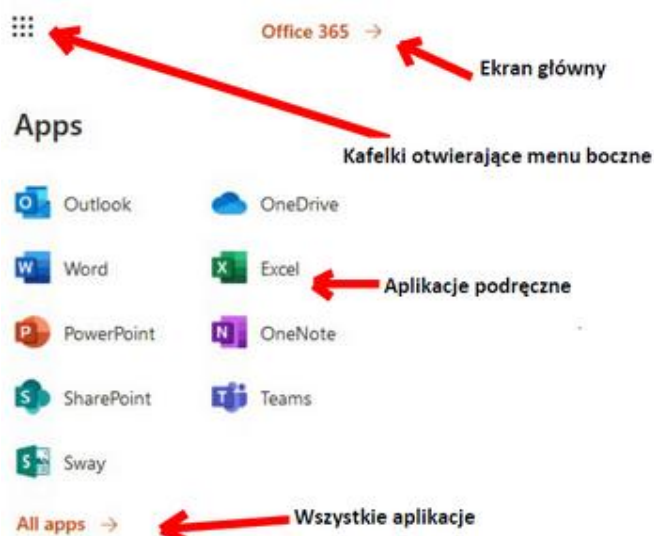 Office 365 →
Ekran główny
Apps
Kafelki otwierające menu boczne
Outlook OneDrive
Word Excel
Aplikacje podręczne
PowerPoint OneNote
SharePoint Teams
Sway
All apps →
Wszystkie aplikacje